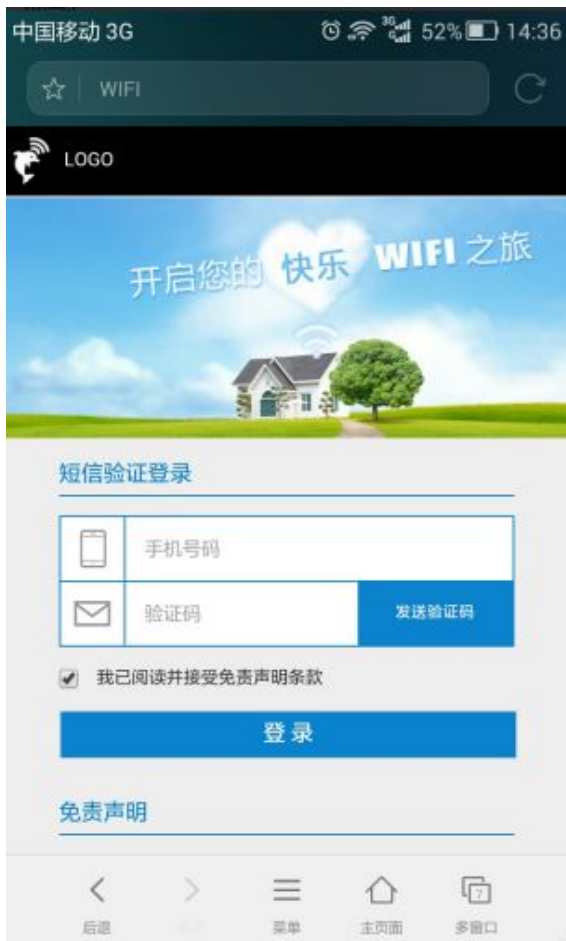 中国移动 3G 3G 52% 14:36
WIFI
LOGO
开启您的 快乐 WIFI 之旅
短信验证登录
手机号码
验证码 发送验证码
我已阅读并接受免责声明条款
登录
免责声明
7
后退 菜单 主页面 多窗口